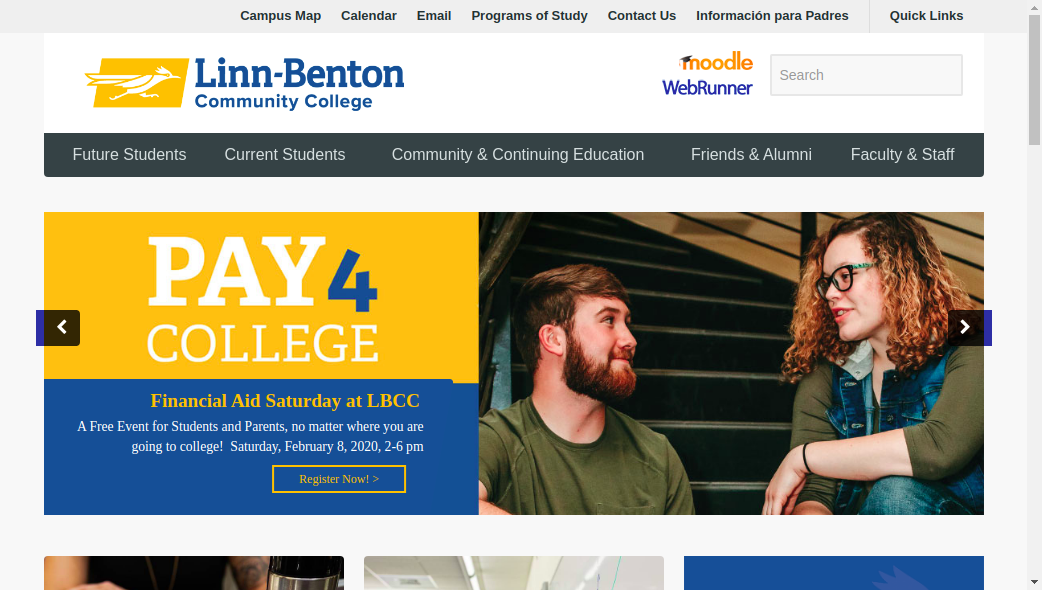 Campus Map Calendar Email Programs of Study Contact Us Información para Padres Quick Links
Linn-Benton
Community College
moodle
WebRunner
Search
Future Students Current Students Community & Continuing Education Friends & Alumni Faculty & Staff
PAY4
COLLEGE
Financial Aid Saturday at LBCC
A Free Event for Students and Parents, no matter where you are
going to college! Saturday, February 8, 2020, 2-6 pm
Register Now! >